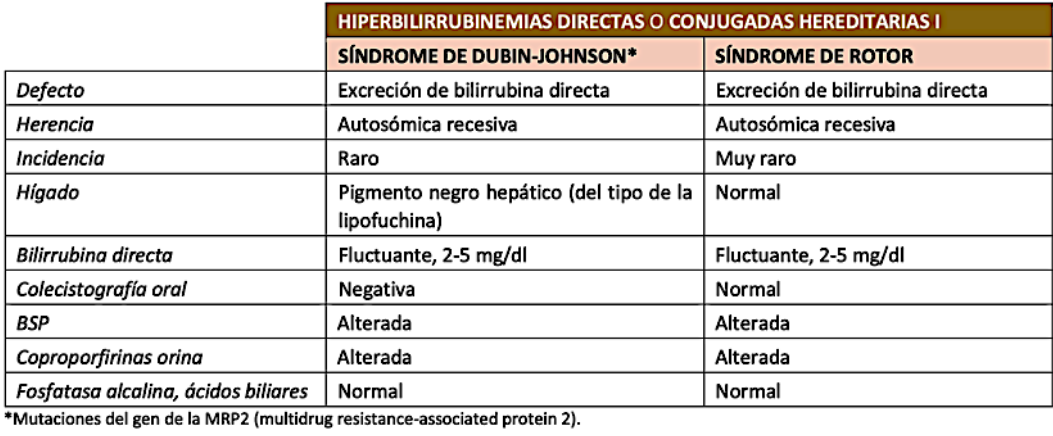 HIPERBILIRRUBINEMIAS DIRECTAS O CONJUGADAS HEREDITARIAS I
SÍNDROME DE DUBIN-JOHNSON* SÍNDROME DE ROTOR
Defecto Excreción de bilirrubina directa Excreción de bilirrubina directa
Herencia Autosómica recesiva Autosómica recesiva
Incidencia Raro Muy raro
Hígado Pigmento negro hepático (del tipo de la Normal
lipofuchina)
Bilirrubina directa Fluctuante, 2-5 mg/dl Fluctuante, 2-5 mg/dl
Colecistografía oral Negativa Normal
BSP Alterada Alterada
Coproporfirinas orina Alterada Alterada
Fosfatasa alcalina, ácidos biliares Normal Normal
*Mutaciones del gen de la MRP2 (multidrug resistance-associated protein 2).